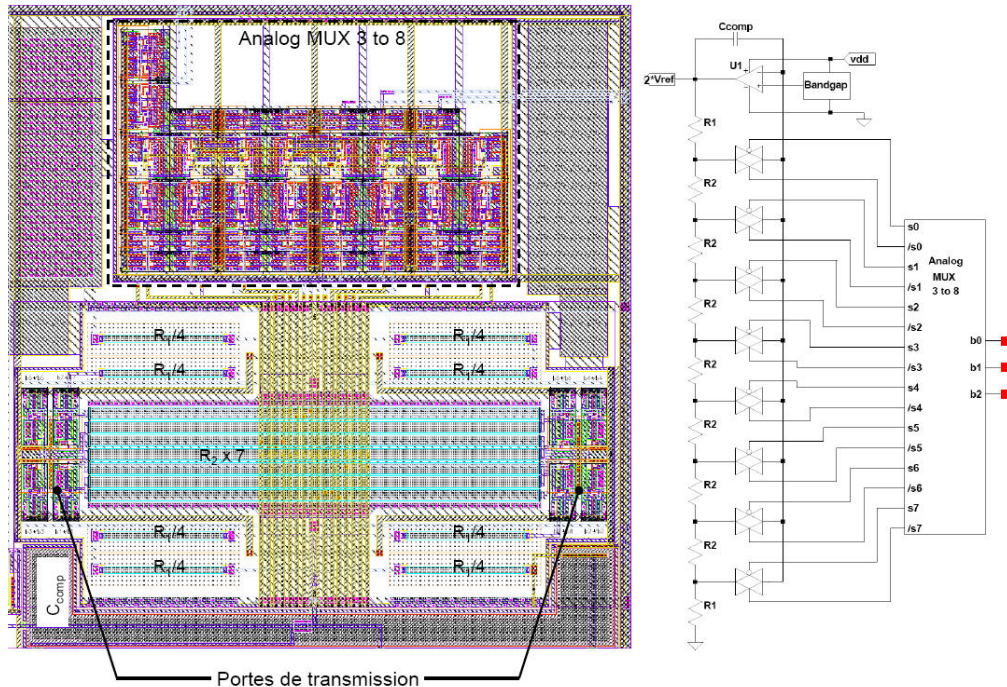 Analog MUX 3 to 8
R1/4
R1/4
R1/4
R1/4
R2 x 7
R1/4
R1/4
R1/4
R1/4
Ccomp
Portes de transmission
Ccomp
U1
vdd
2*Vref
Bandgap
R1
R2
R2
R2
R2
R2
R2
R2
R1
s0
/s0
s1
/s1
s2
/s2
s3
/s3
s4
/s4
s5
/s5
s6
/s6
s7
/s7
Analog
MUX
3 to 8
b0
b1
b2